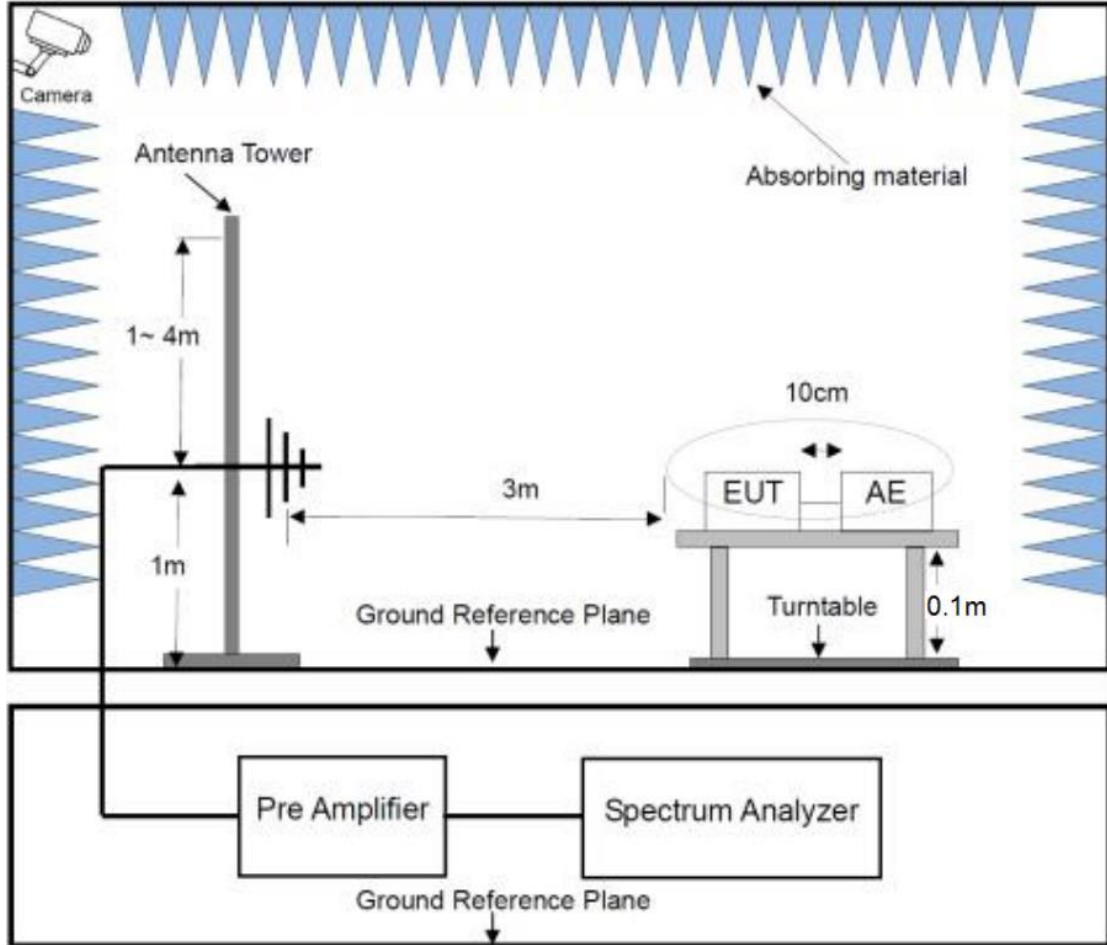 Camera
Antenna Tower
Absorbing material
1~ 4m
10cm
3m
EUT
AE
1m
Ground Reference Plane
Turntable
0.1m
Pre Amplifier
Spectrum Analyzer
Ground Reference Plane